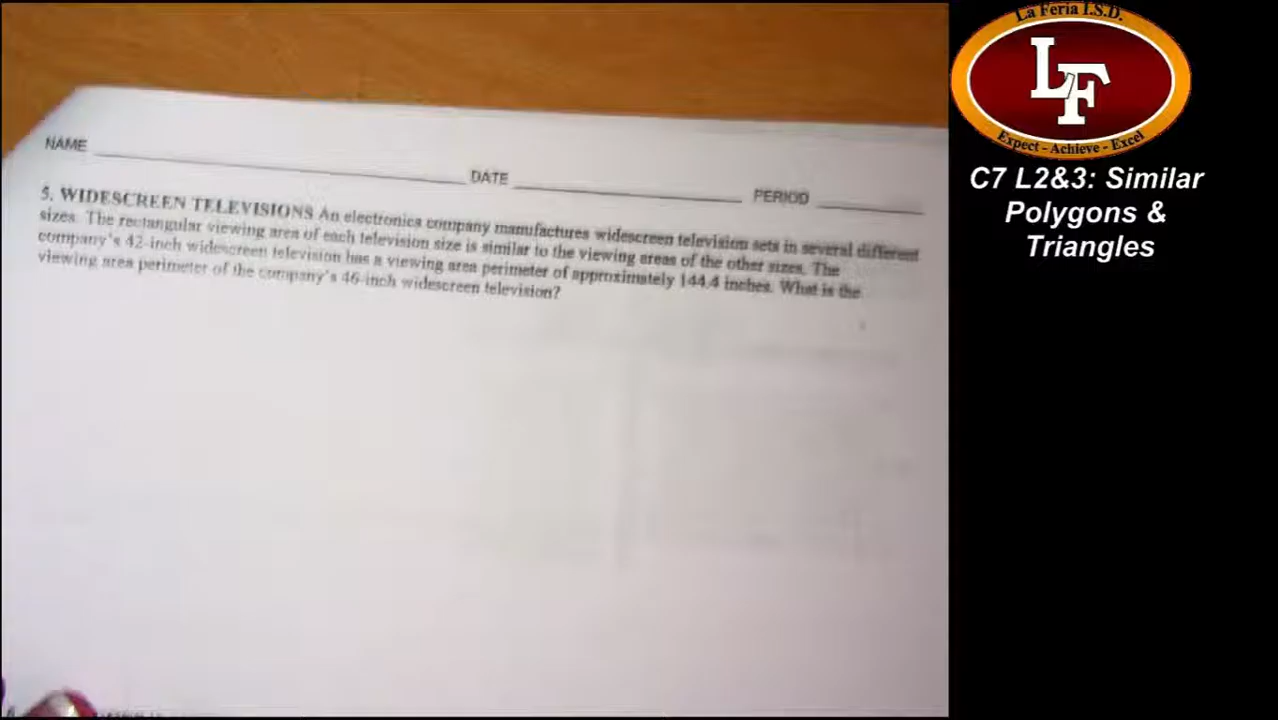 NAME DATE PERIOD
5. WIDESCREEN TELEVISIONS An electronics company manufactures widescreen television sets in several different
sizes. The rectangular viewing area of each television size is similar to the viewing areas of the other sizes. The
company's 42-inch widescreen television has a viewing area perimeter of approximately 144.4 inches. What is the
viewing area perimeter of the company's 46-inch widescreen television?
La Feria I.S.D.
LF
Expect - Achieve - Excel
C7 L2&3: Similar
Polygons &
Triangles